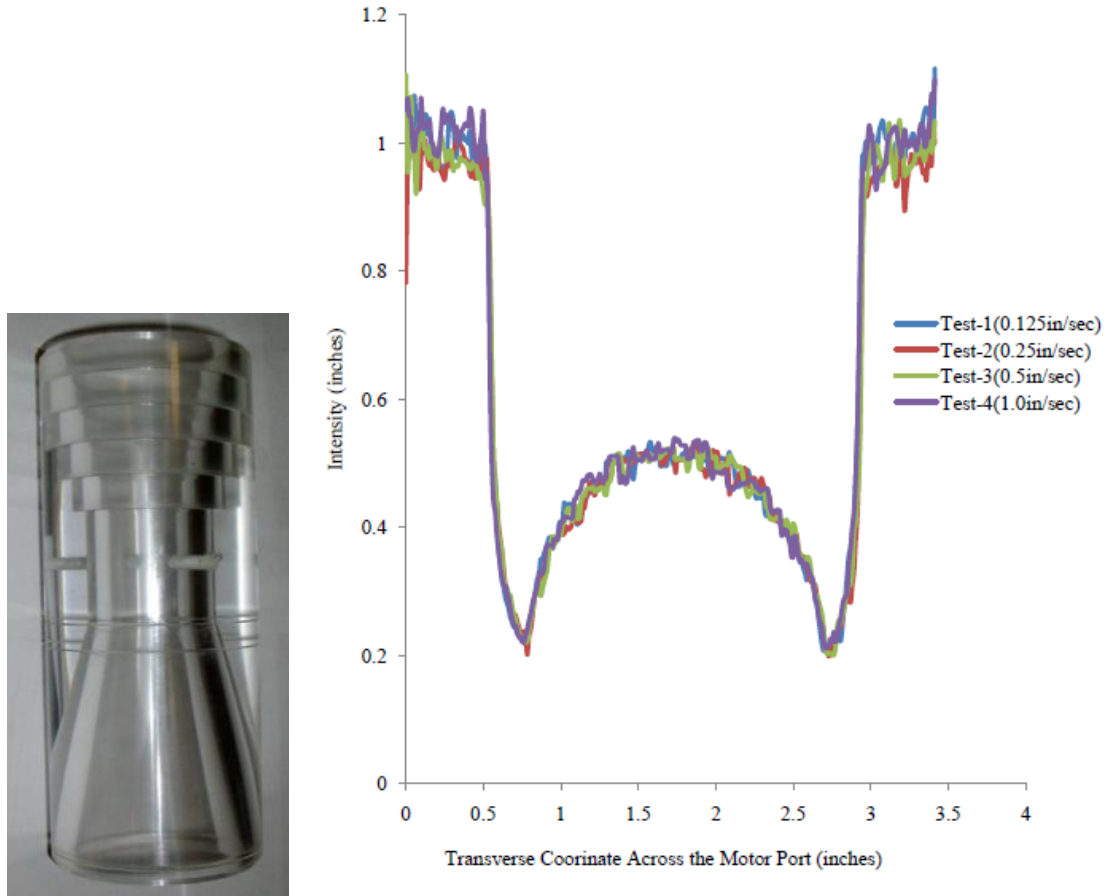 1.2
1
0.8
0.6
0.4
0.2
0
Intensity (inches)
0 0.5 1 1.5 2 2.5 3 3.5 4
Transverse Coorinate Across the Motor Port (inches)
Test-1(0.125in/sec)
Test-2(0.25in/sec)
Test-3(0.5in/sec)
Test-4(1.0in/sec)